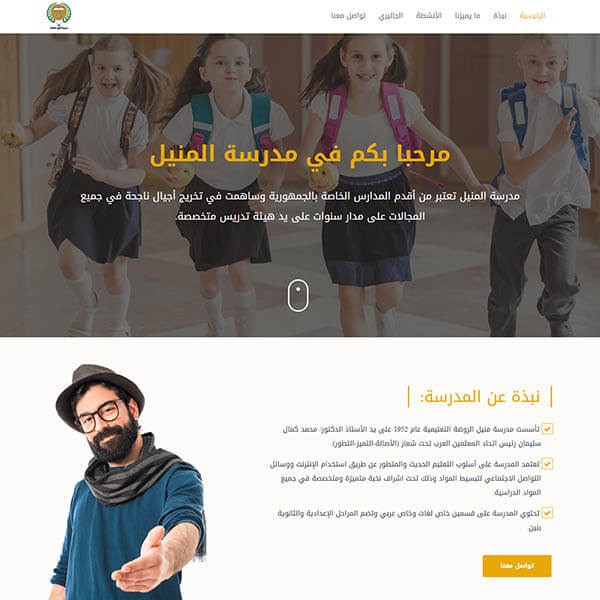 الرئيسية نبذة ما يميزنا الأنشطة الجاليري تواصل معنا
مرحبا بكم في مدرسة المنيل
مدرسة المنيل تعتبر من أقدم المدارس الخاصة بالجمهورية وساهمت في تخريج أجيال ناجحة في جميع
المجالات على مدار سنوات على يد هيئة تدريس متخصصة.
نبذة عن المدرسة:
تأسست مدرسة منيل الروضة التعليمية عام 1952 على يد الأستاذ الدكتور/ محمد كمال
سليمان رئيس اتحاد المعلمين العرب تحت شعار (الأصالة-التميز-التطور).
تعتمد المدرسة على أسلوب التعليم الحديث والمتطور عن طريق استخدام الإنترنت ووسائل
التواصل الاجتماعي لتبسيط المواد وذلك تحت اشراف نخبة متميزة ومتخصصة في جميع
المواد الدراسية.
تحتوي المدرسة على قسمين خاص لغات وخاص عربي وتضم المراحل الإعدادية والثانوية
بنين.
تواصل معنا